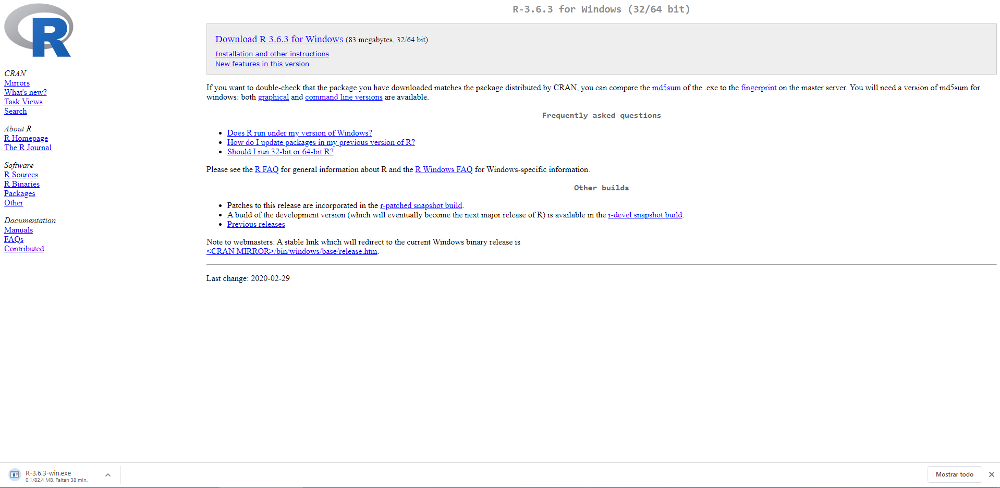 R
CRAN
Mirrors
What's new?
Task Views
Search
About R
R Homepage
The R Journal
Software
R Sources
R Binaries
Packages
Other
Documentation
Manuals
FAQs
Contributed
R-3.6.3 for Windows (32/64 bit)
Download R 3.6.3 for Windows (83 megabytes, 32/64 bit)
Installation and other instructions
New features in this version
If you want to double-check that the package you have downloaded matches the package distributed by CRAN, you can compare the md5sum of the .exe to the fingerprint on the master server. You will need a version of md5sum for
windows: both graphical and command line versions are available.
Frequently asked questions
• Does R run under my version of Windows?
• How do I update packages in my previous version of R?
• Should I run 32-bit or 64-bit R?
Please see the R FAQ for general information about R and the R Windows FAQ for Windows-specific information.
Other builds
• Patches to this release are incorporated in the r-patched snapshot build.
• A build of the development version (which will eventually become the next major release of R) is available in the r-devel snapshot build.
• Previous releases
Note to webmasters: A stable link which will redirect to the current Windows binary release is
<CRAN MIRROR>/bin/windows/base/release.htm.
Last change: 2020-02-29
R-3.6.3-win.exe
0,1/82,4 MB, Faltan 38 min.
Mostrar todo